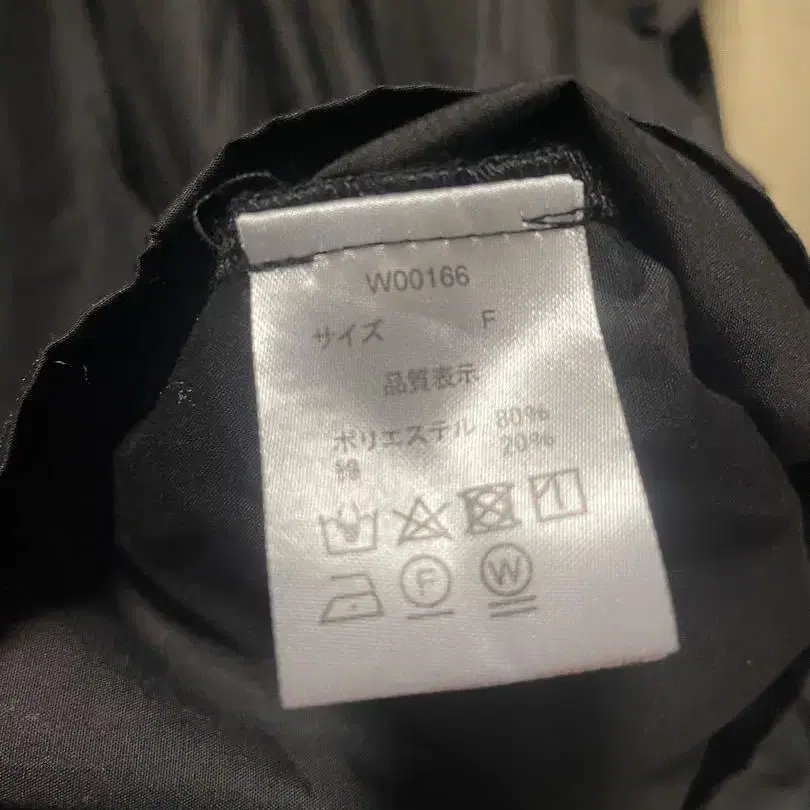 W00166
サイズ F
品質表示
ポリエステル 80%
綿 20%
F W